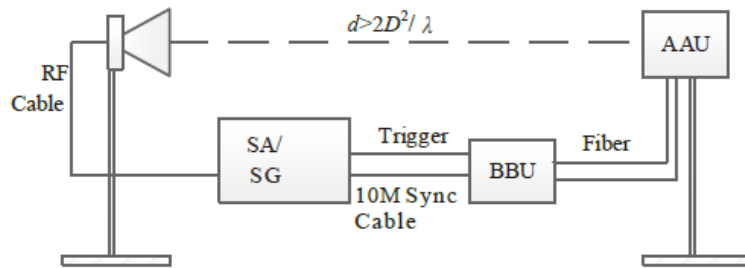 d>2D²/ λ
AAU
RF
Cable
SA/
SG
Trigger
10M Sync
Cable
BBU
Fiber